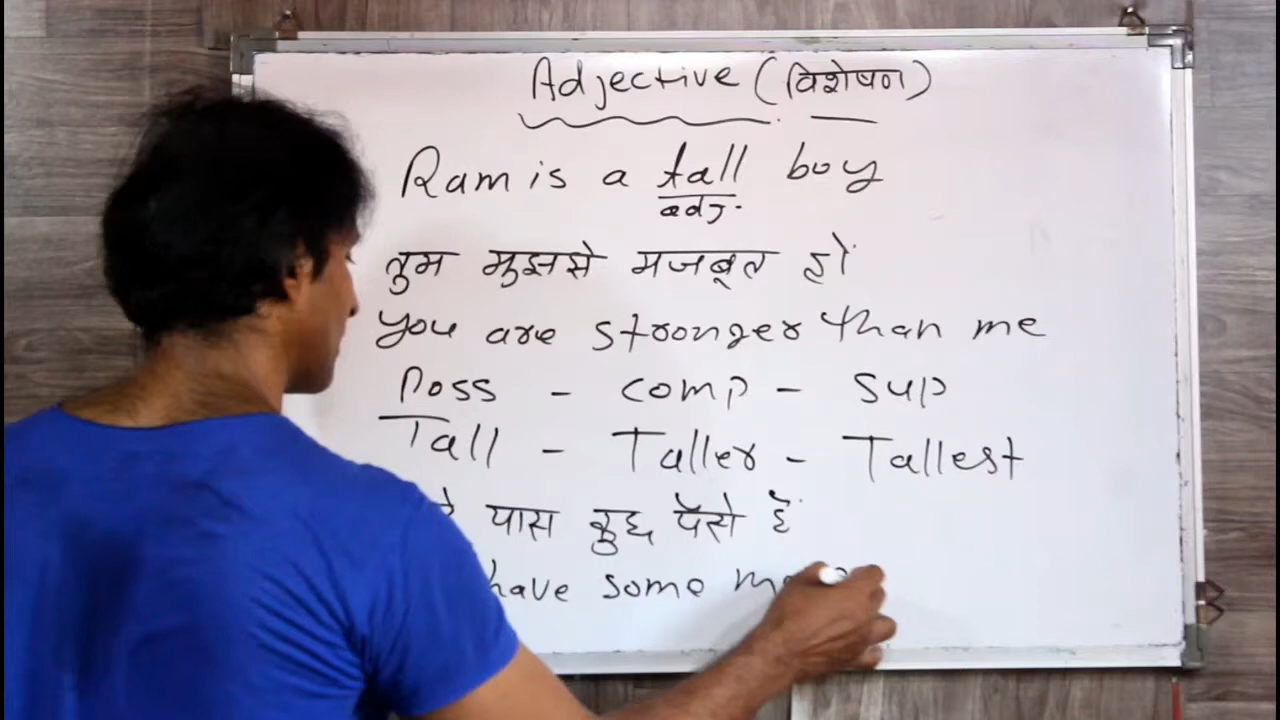 Adjective (विशेषण)
Ram is a tall boy
adj.
तुम मुझसे मजबूत हो
you are stronger than me
Poss - Comp - Sup
Tall - Taller - Tallest
पास कुछ पैसे हैं
have some